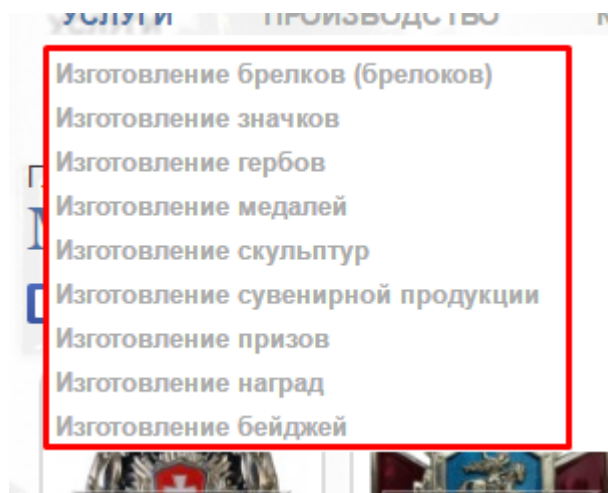 УСЛУГИ ПРОИЗВОДСТВО
Изготовление брелков (брелоков)
Изготовление значков
Изготовление гербов
Изготовление медалей
Изготовление скульптур
Изготовление сувенирной продукции
Изготовление призов
Изготовление наград
Изготовление бейджей